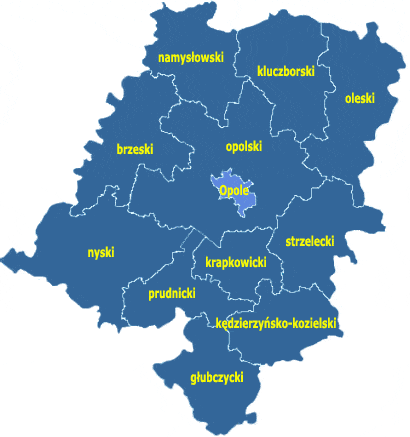 namysłowski
kluczborski
oleski
brzeski
opolski
Opole
strzelecki
nyski
krapkowicki
prudnicki
kędzierzyńsko-kozielski
głubczycki